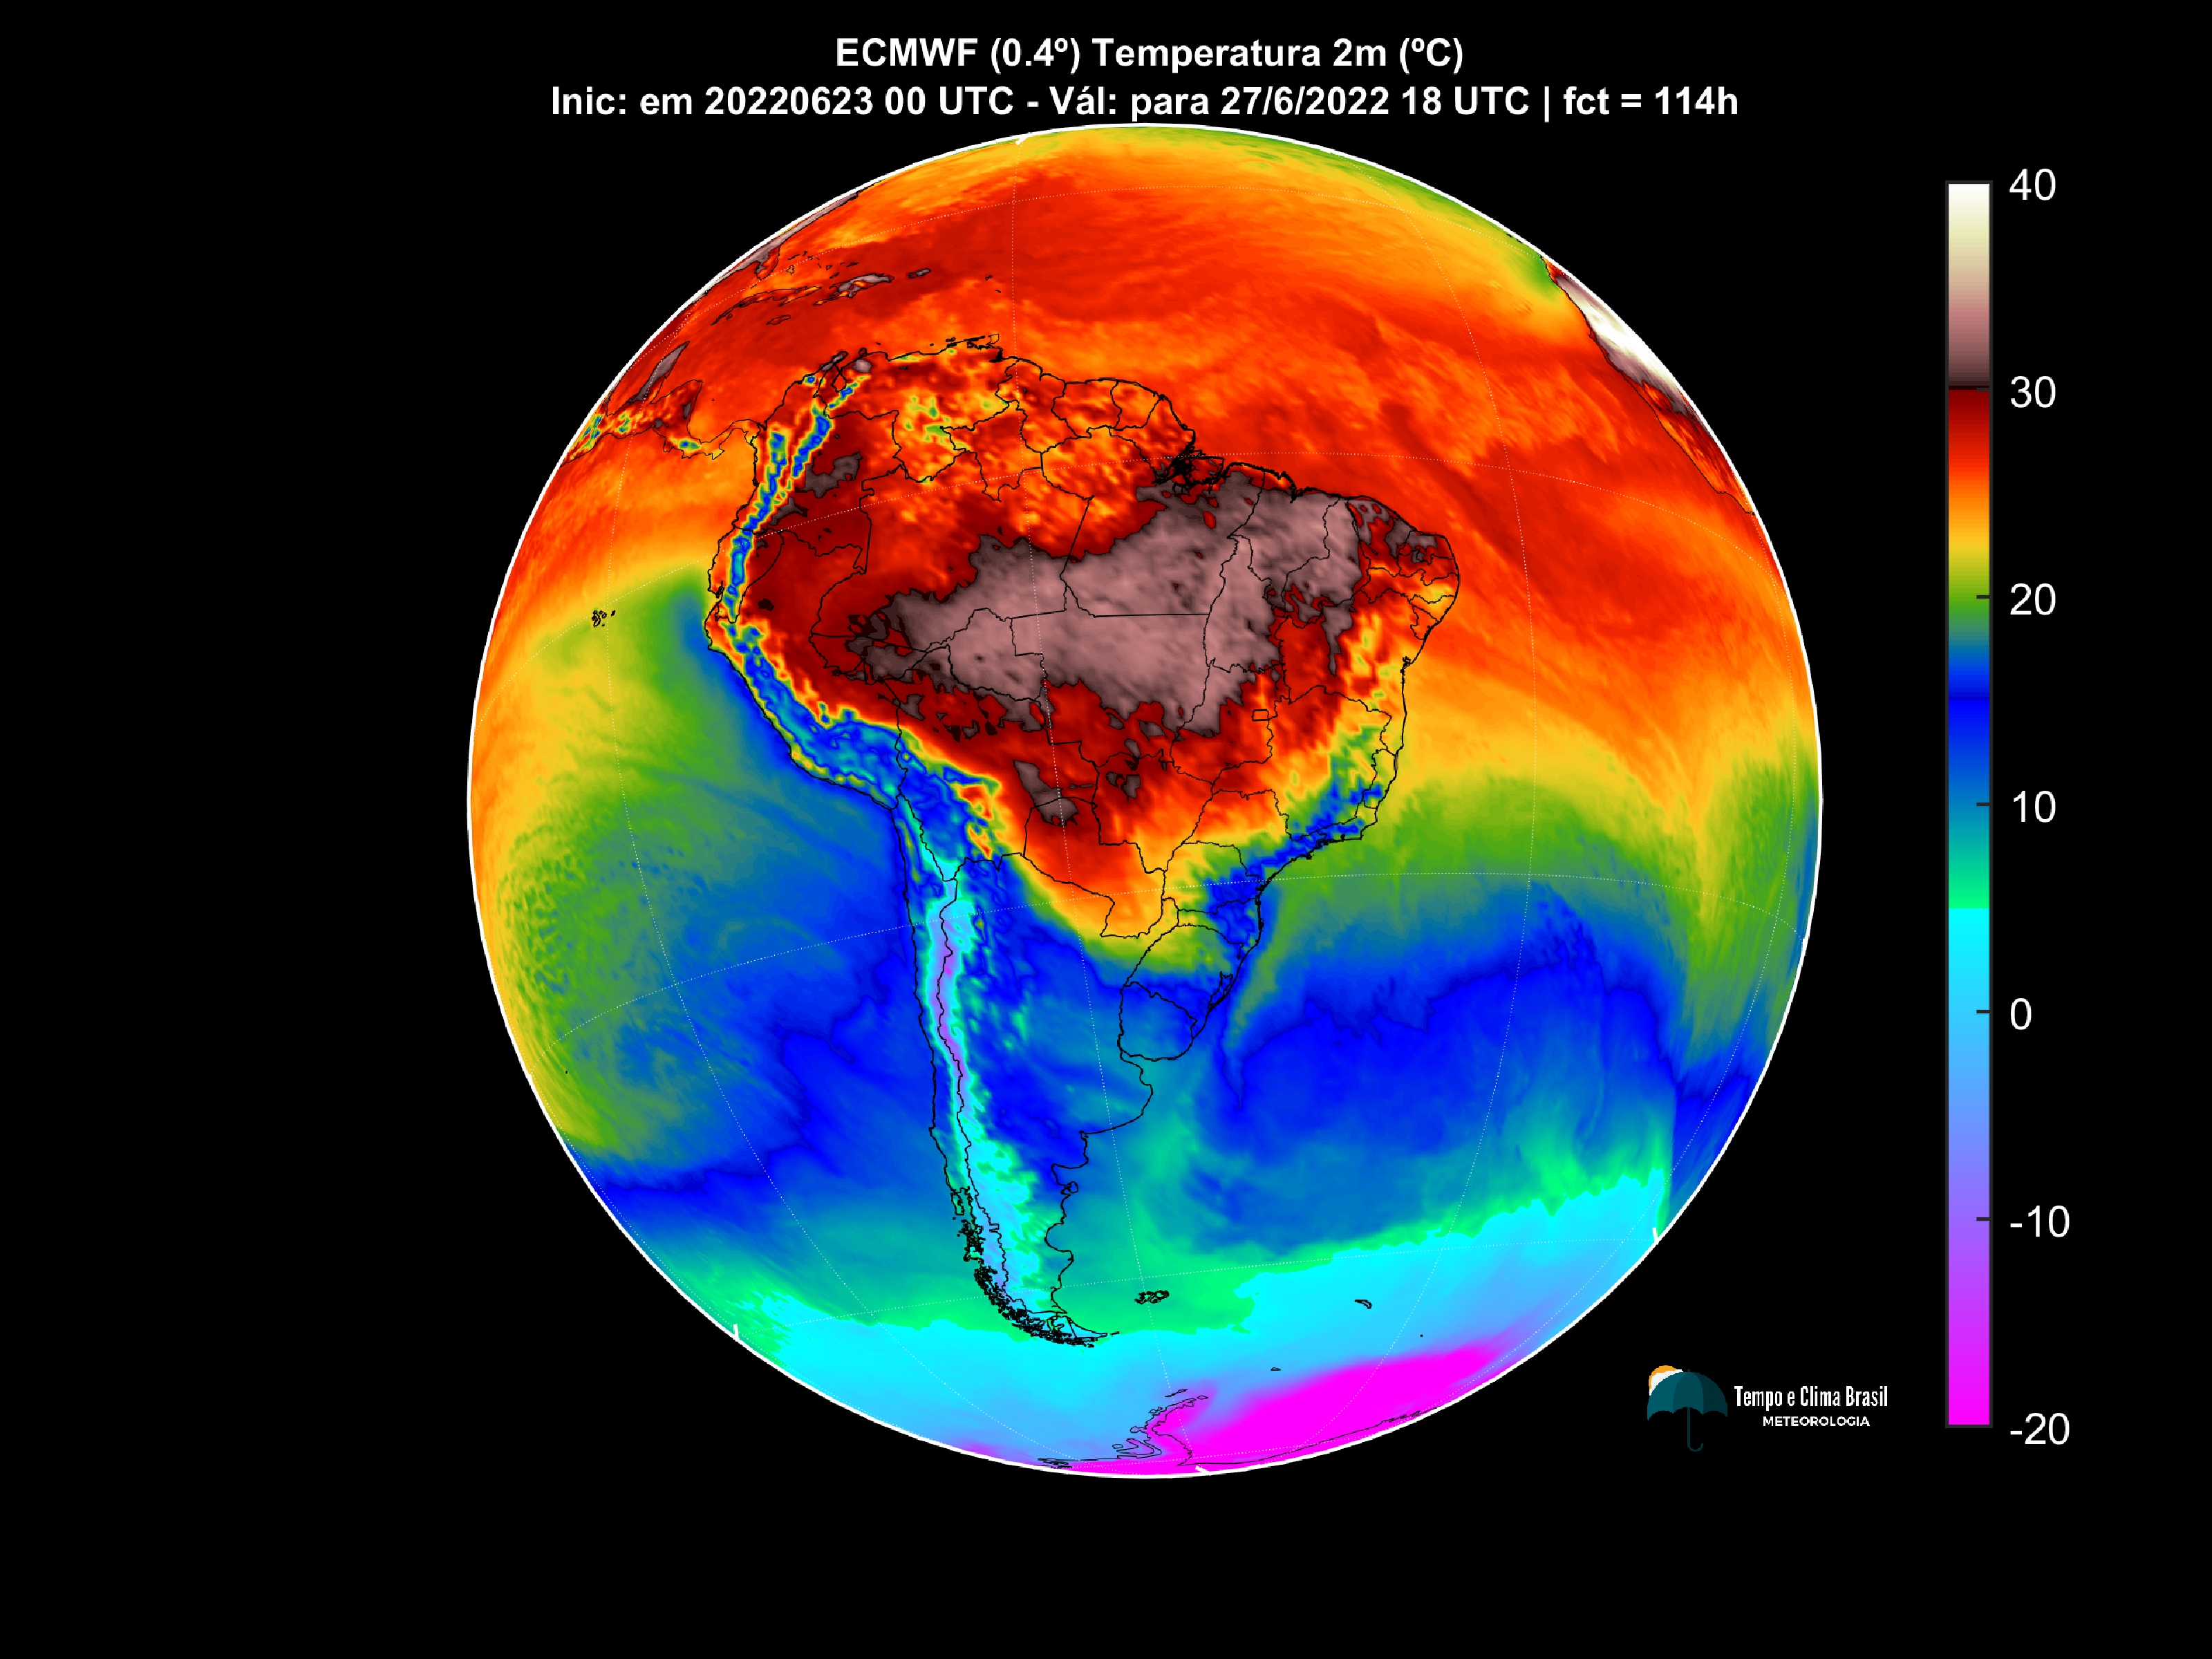 ECMWF (0.4º) Temperatura 2m (ºC)
Inic: em 20220623 00 UTC - Vál: para 27/6/2022 18 UTC | fct = 114h
40
30
20
10
0
-10
-20
Tempo e Clima Brasil
METEOROLOGIA